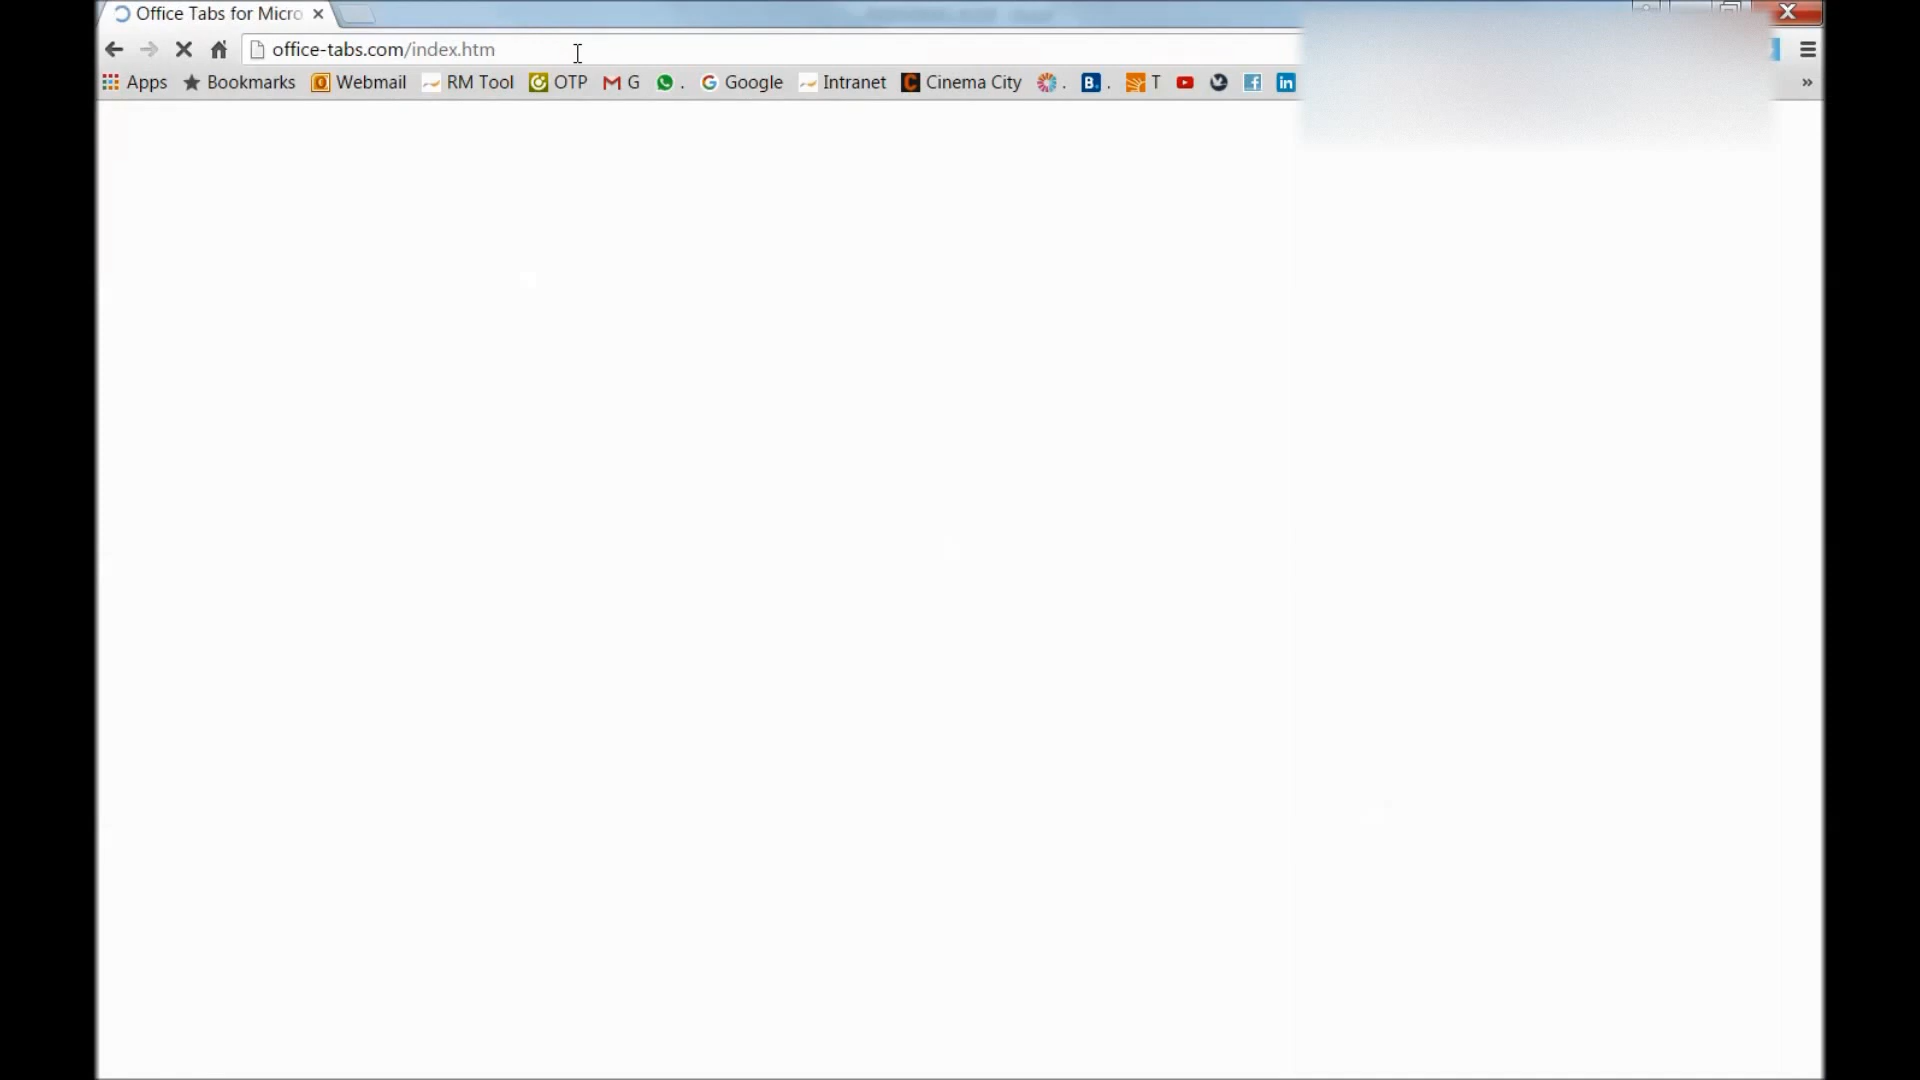 Office Tabs for Micro
office-tabs.com/index.htm
Apps Bookmarks Webmail RM Tool OTP G . Google Intranet Cinema City . B. . T in »